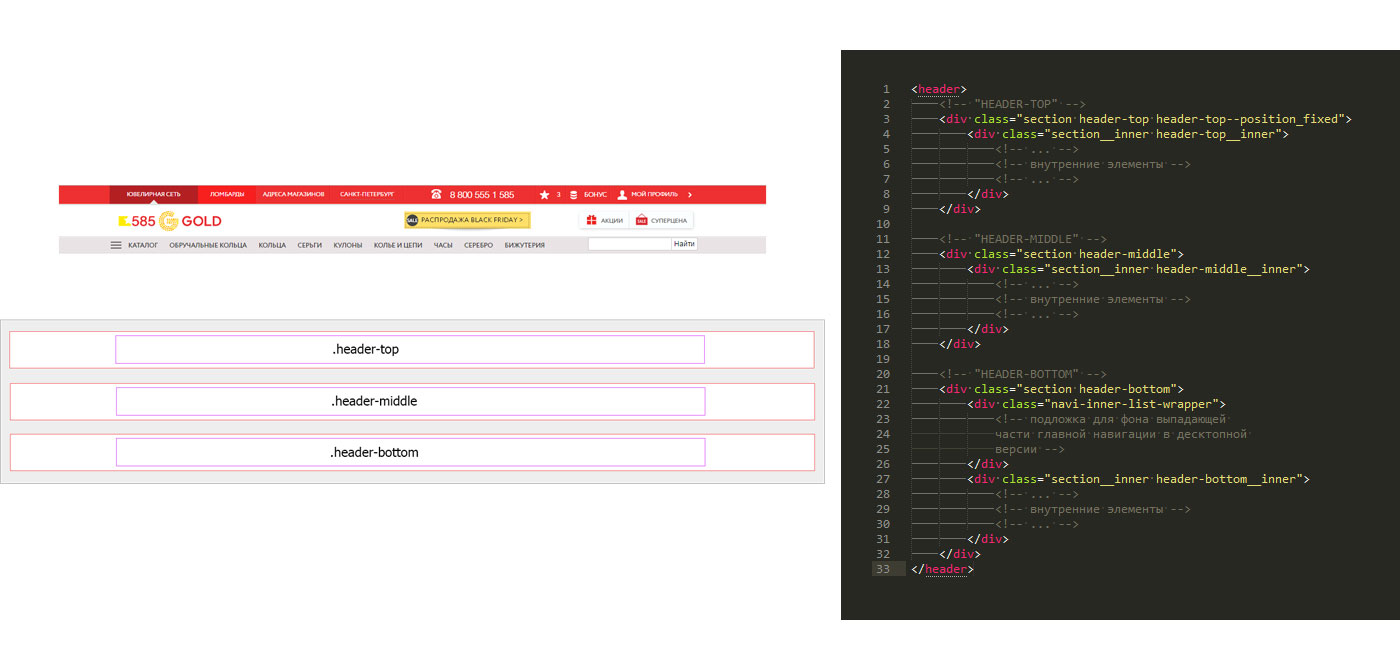 ЮВЕЛИРНАЯ СЕТЬ ЛОМБАРДЫ АДРЕСА МАГАЗИНОВ САНКТ-ПЕТЕРБУРГ 8 800 555 1 585 3 БОНУС МОЙ ПРОФИЛЬ >
585 GOLD SALE РАСПРОДАЖА BLACK FRIDAY > АКЦИИ SALE СУПЕРЦЕНА
КАТАЛОГ ОБРУЧАЛЬНЫЕ КОЛЬЦА КОЛЬЦА СЕРЬГИ КУЛОНЫ КОЛЬЕ И ЦЕПИ ЧАСЫ СЕРЕБРО БИЖУТЕРИЯ Найти
.header-top
.header-middle
.header-bottom
1 <header>
2 <!-- "HEADER-TOP" -->
3 <div class="section header-top header-top--position_fixed">
4 <div class="section__inner header-top__inner">
5 <!-- ... -->
6 <!-- внутренние элементы -->
7 <!-- ... -->
8 </div>
9 </div>
10
11 <!-- "HEADER-MIDDLE" -->
12 <div class="section header-middle">
13 <div class="section__inner header-middle__inner">
14 <!-- ... -->
15 <!-- внутренние элементы -->
16 <!-- ... -->
17 </div>
18 </div>
19
20 <!-- "HEADER-BOTTOM" -->
21 <div class="section header-bottom">
22 <div class="navi-inner-list-wrapper">
23 <!-- подложка для фона выпадающей
24 части главной навигации в десктопной
25 версии -->
26 </div>
27 <div class="section__inner header-bottom__inner">
28 <!-- ... -->
29 <!-- внутренние элементы -->
30 <!-- ... -->
31 </div>
32 </div>
33 </header>